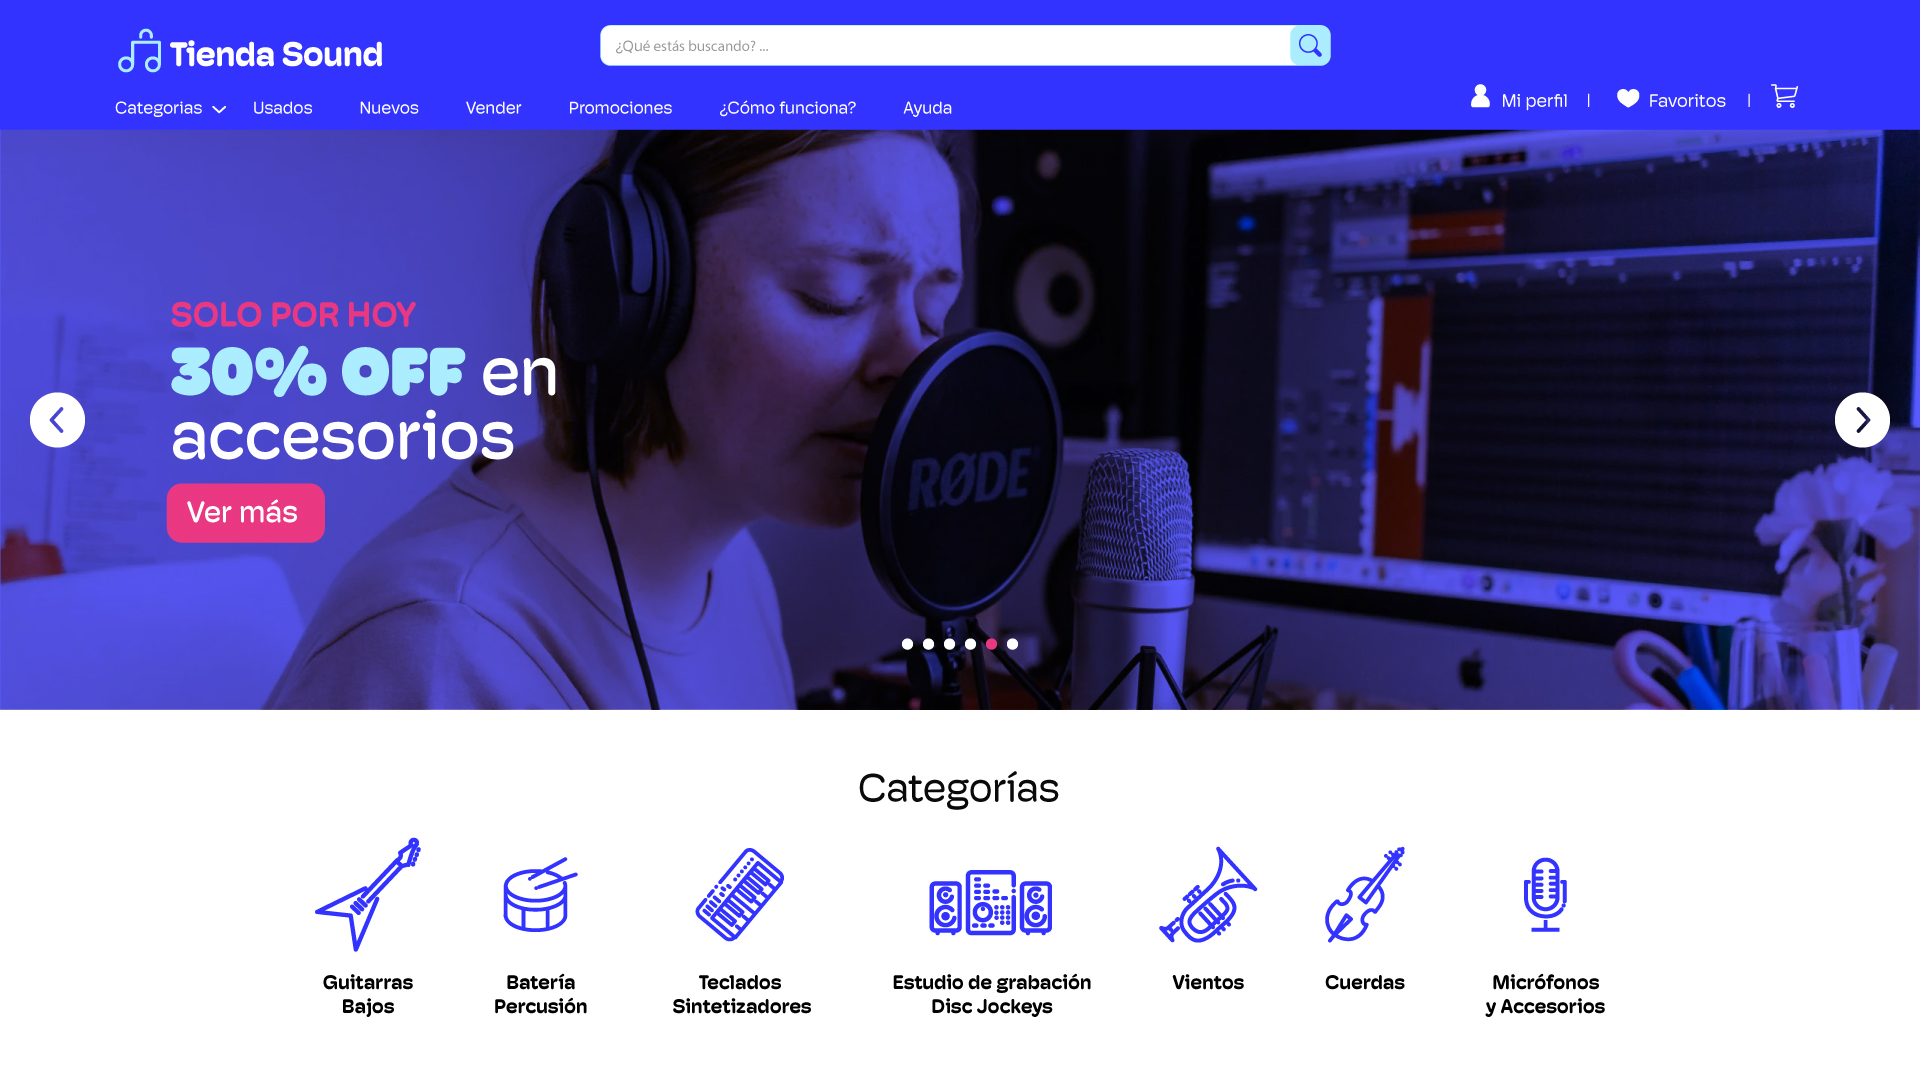 Tienda Sound
¿Qué estás buscando? ...
Categorias
Usados
Nuevos
Vender
Promociones
¿Cómo funciona?
Ayuda
Mi perfil | Favoritos |
SOLO POR HOY
30% OFF en
accesorios
Ver más
RØDE
Categorías
Guitarras
Bajos
Batería
Percusión
Teclados
Sintetizadores
Estudio de grabación
Disc Jockeys
Vientos
Cuerdas
Micrófonos
y Accesorios